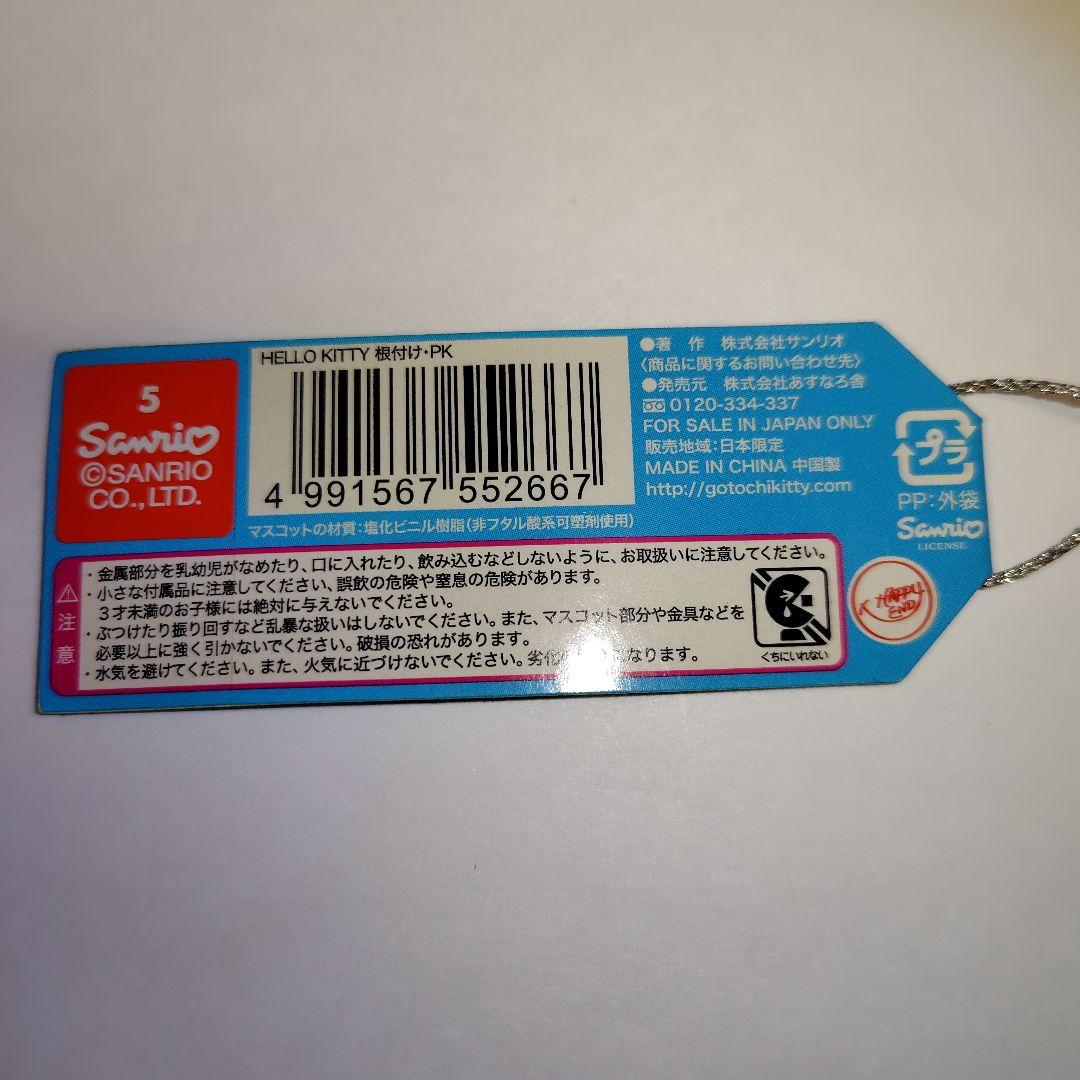 5
Sanrio
©SANRIO
CO., LTD.
HELLO KITTY 根付け・PK
4 991567 552667
マスコットの材質：塩化ビニル樹脂（非フタル酸系可塑剤使用）
●著　作　株式会社サンリオ
〈商品に関するお問い合わせ先〉
●発売元　株式会社あすなろ舎
0120-334-337
FOR SALE IN JAPAN ONLY
販売地域：日本限定
MADE IN CHINA 中国製
http://gotochikitty.com
プラ
PP：外袋
Sanrio
LICENSE
HAPPY
END
⚠注意
・金属部分を乳幼児がなめたり、口に入れたり、飲み込むなどしないように、お取扱いに注意してください。
・小さな付属品に注意してください、誤飲の危険や窒息の危険があります。
３才未満のお子様には絶対に与えないでください。
・ぶつけたり振り回すなど乱暴な扱いはしないでください。また、マスコット部分や金具などを
必要以上に強く引かないでください。破損の恐れがあります。
・水気を避けてください。また、火気に近づけないでください。劣化になります。
くちにいれない